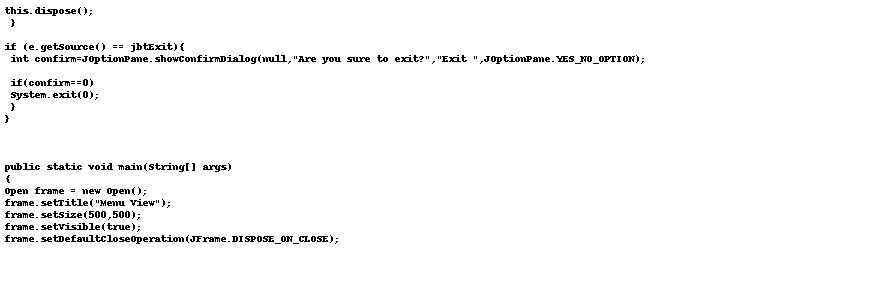 this.dispose();
}
if (e.getSource() == jbtExit){
int confirm=JOptionPane.showConfirmDialog(null,"Are you sure to exit?","Exit ",JOptionPane.YES_NO_OPTION);
if(confirm==0)
System.exit(0);
}
}
public static void main(String[] args)
{
Open frame = new Open();
frame.setTitle("Menu View");
frame.setSize(500,500);
frame.setVisible(true);
frame.setDefaultCloseOperation(JFrame.DISPOSE_ON_CLOSE);